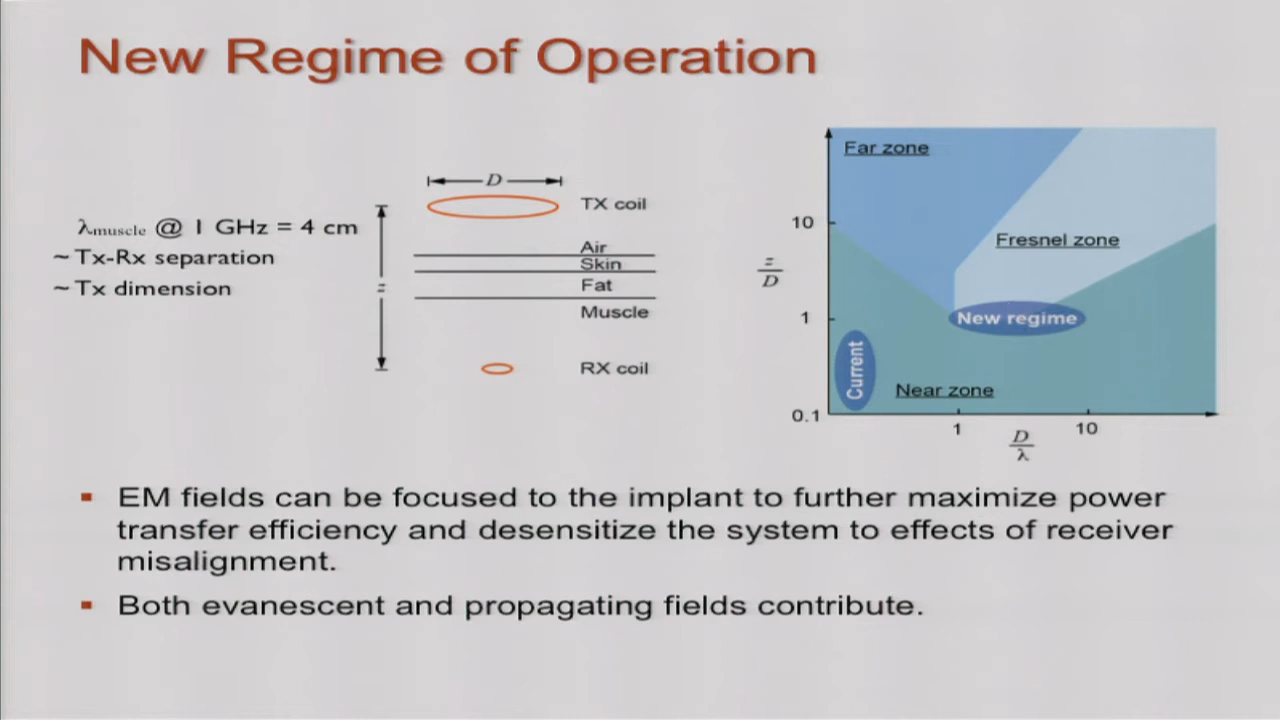 New Regime of Operation
λmuscle @ 1 GHz = 4 cm
~ Tx-Rx separation
~ Tx dimension
D
TX coil
Air
Skin
Fat
Muscle
z
RX coil
Far zone
Fresnel zone
New regime
Current
Near zone
z/D
10
1
0.1
1
10
D/λ
▪ EM fields can be focused to the implant to further maximize power
transfer efficiency and desensitize the system to effects of receiver
misalignment.
▪ Both evanescent and propagating fields contribute.